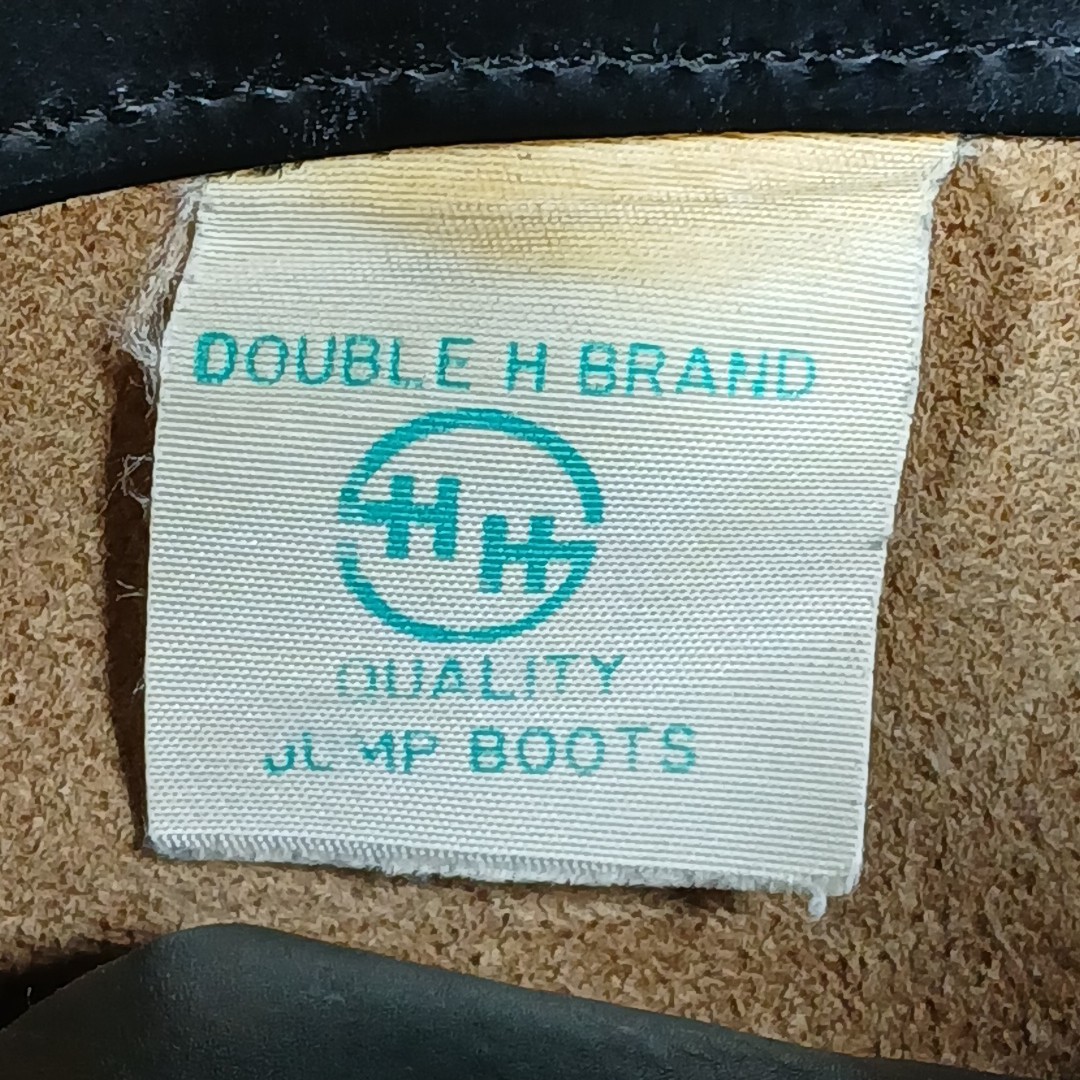 DOUBLE H BRAND
HH
QUALITY
JUMP BOOTS